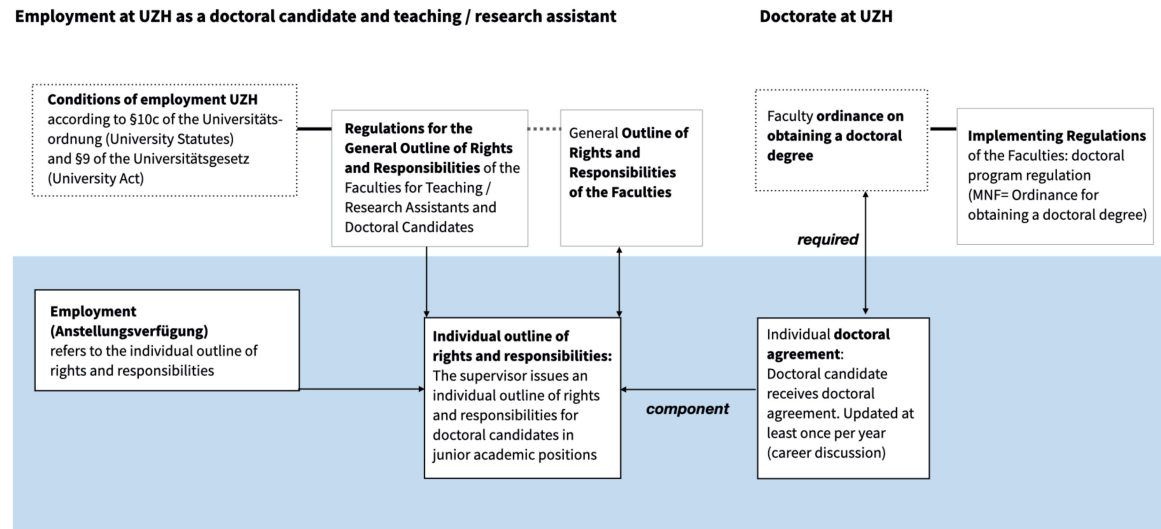 Employment at UZH as a doctoral candidate and teaching / research assistant
Doctorate at UZH
Conditions of employment UZH
according to §10c of the Universitäts-
ordnung (University Statutes)
and §9 of the Universitätsgesetz
(University Act)
Regulations for the
General Outline of Rights
and Responsibilities of the
Faculties for Teaching /
Research Assistants and
Doctoral Candidates
General Outline of
Rights and
Responsibilities
of the Faculties
Faculty ordinance on
obtaining a doctoral
degree
Implementing Regulations
of the Faculties: doctoral
program regulation
(MNF= Ordinance for
obtaining a doctoral degree)
required
Employment
(Anstellungsverfügung)
refers to the individual outline of
rights and responsibilities
Individual outline of
rights and responsibilities:
The supervisor issues an
individual outline of rights
and responsibilities for
doctoral candidates in
junior academic positions
component
Individual doctoral
agreement:
Doctoral candidate
receives doctoral
agreement. Updated at
least once per year
(career discussion)